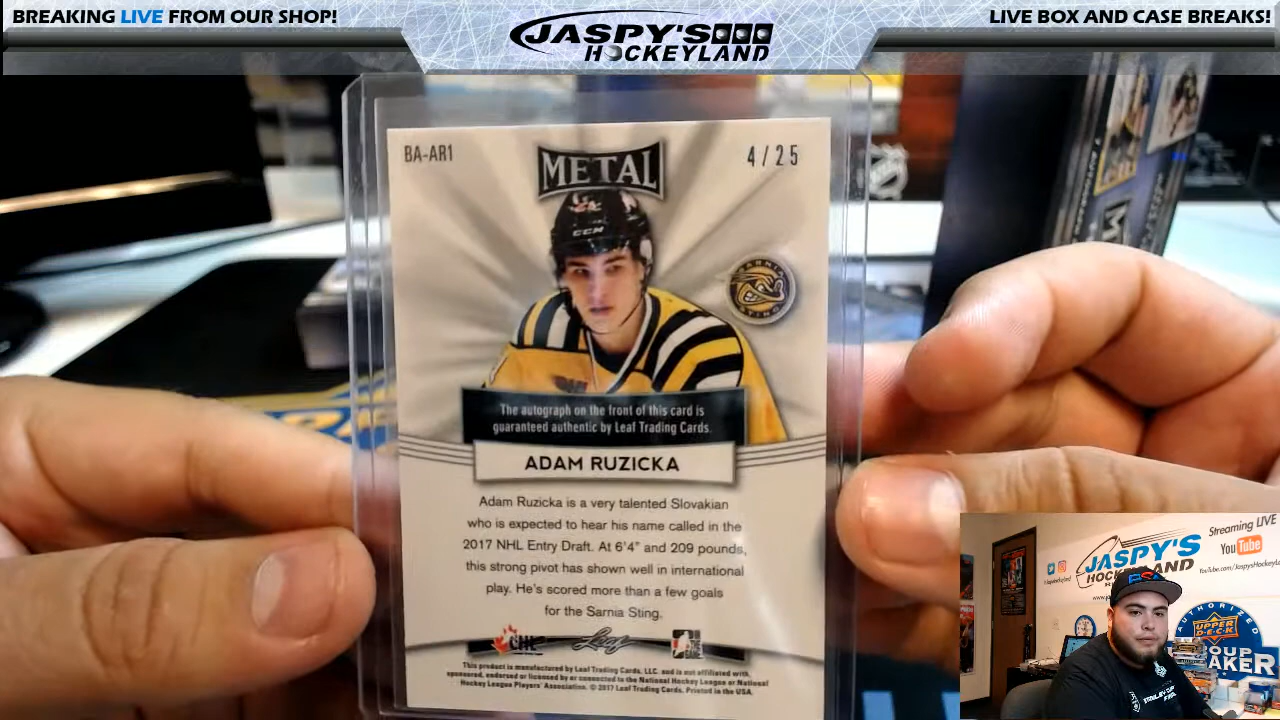 BREAKING LIVE FROM OUR SHOP!
JASPY'S
HOCKEYLAND
LIVE BOX AND CASE BREAKS!
BA-AR1
METAL
4/25
CCM
SARNIA
STING
The autograph on the front of this card is
guaranteed authentic by Leaf Trading Cards.
ADAM RUZICKA
Adam Ruzicka is a very talented Slovakian
who is expected to hear his name called in the
2017 NHL Entry Draft. At 6'4" and 209 pounds,
this strong pivot has shown well in international
play. He's scored more than a few goals
for the Sarnia Sting.
CHL
Leaf
This product is manufactured by Leaf Trading Cards, LLC. and is not affiliated with,
sponsored, endorsed or licensed by or connected to the National Hockey League or National
Hockey League Players' Association. © 2017 Leaf Trading Cards. Printed in the USA.
JASPY'S
HOCKEYLAND
Streaming LIVE
YouTube
YouTube.com/JaspysHockeyland
AUTHORIZED
UPPER DECK